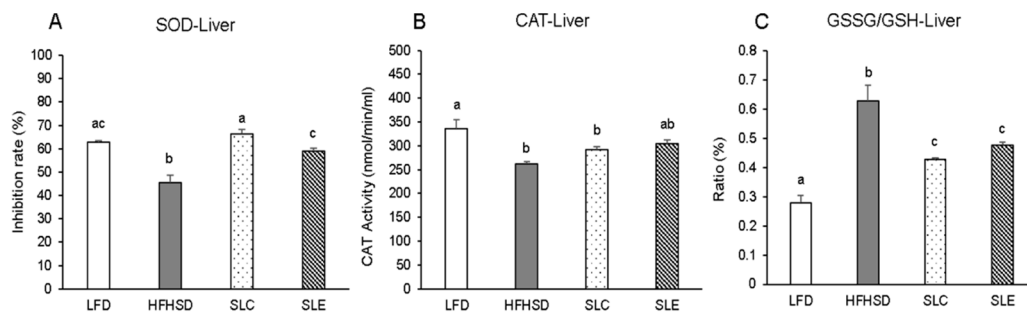 A
SOD-Liver
Inhibition rate (%)
100
90
80
70
60
50
40
30
20
10
0
ac
b
a
c
LFD
HFHSD
SLC
SLE
B
CAT-Liver
CAT Activity (nmol/min/ml)
500
450
400
350
300
250
200
150
100
50
0
a
b
b
ab
LFD
HFHSD
SLC
SLE
C
GSSG/GSH-Liver
Ratio (%)
0.8
0.7
0.6
0.5
0.4
0.3
0.2
0.1
0
a
b
c
c
LFD
HFHSD
SLC
SLE